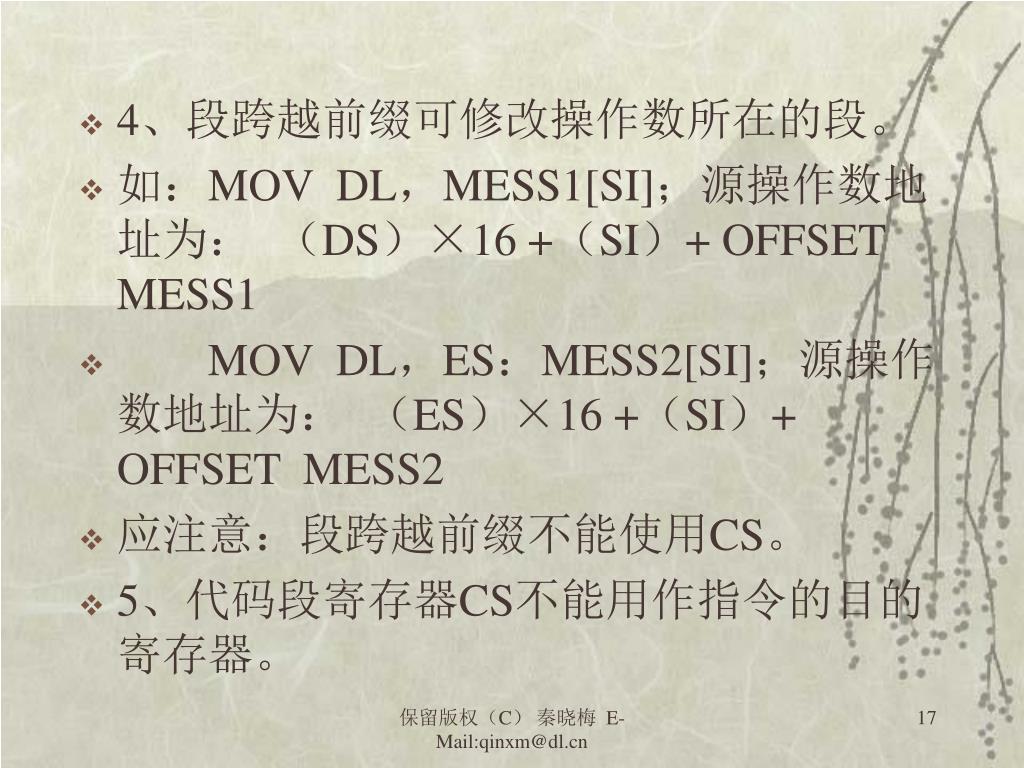 4、段跨越前缀可修改操作数所在的段。
如：MOV  DL，MESS1[SI]；源操作数地
址为：  （DS）×16 +（SI）+ OFFSET
MESS1
MOV  DL，ES：MESS2[SI]；源操作
数地址为：  （ES）×16 +（SI）+
OFFSET  MESS2
应注意：段跨越前缀不能使用CS。
5、代码段寄存器CS不能用作指令的目的
寄存器。
保留版权（C） 秦晓梅  E-
Mail:qinxm@dl.cn
17